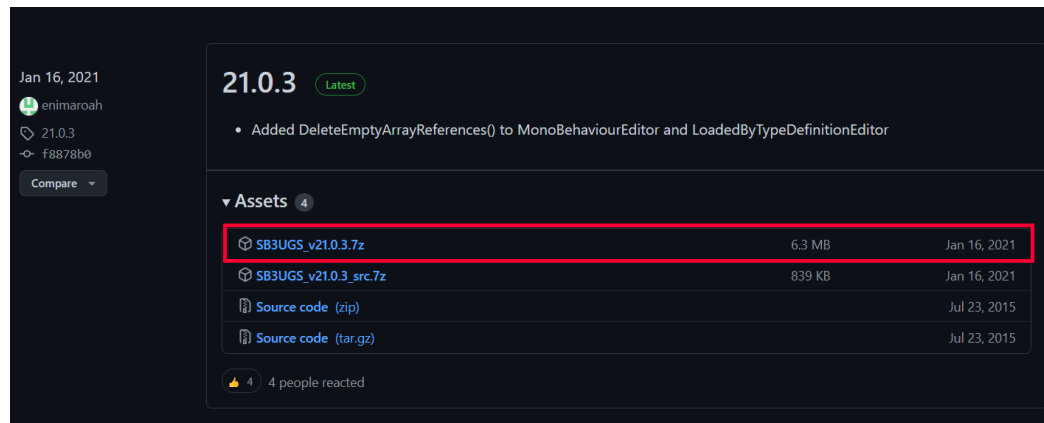 Jan 16, 2021
enimaroah
21.0.3
f8878b0
Compare
21.0.3 Latest
Added DeleteEmptyArrayReferences() to MonoBehaviourEditor and LoadedByTypeDefinitionEditor
Assets 4
SB3UGS_v21.0.3.7z 6.3 MB Jan 16, 2021
SB3UGS_v21.0.3_src.7z 839 KB Jan 16, 2021
Source code (zip) Jul 23, 2015
Source code (tar.gz) Jul 23, 2015
4 4 people reacted